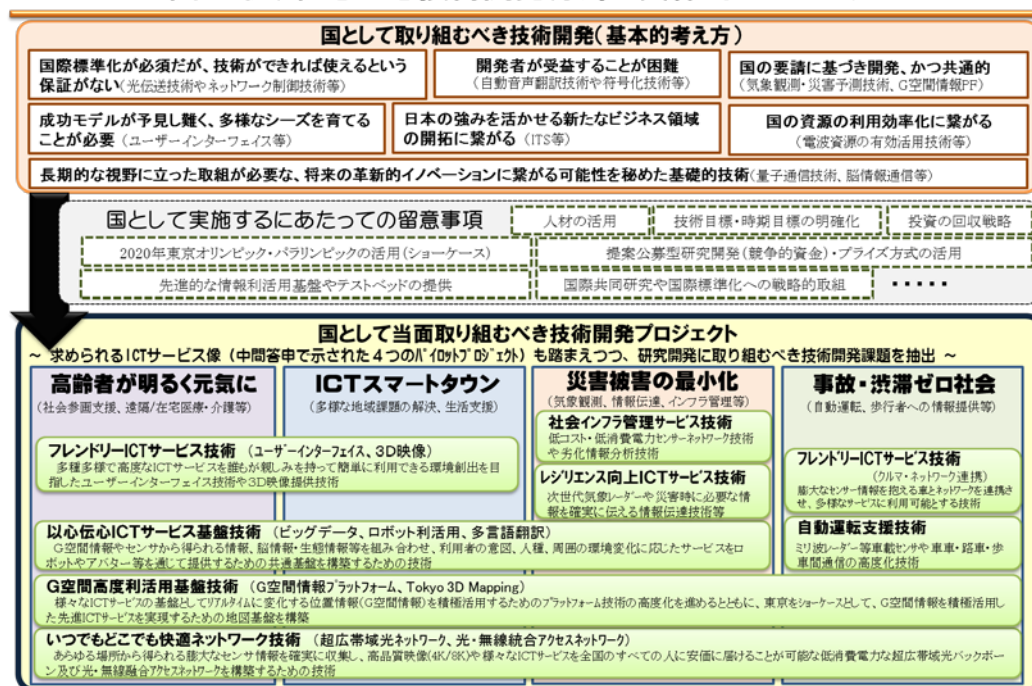 国として取り組むべき技術開発(基本的考え方)
国際標準化が必須だが、技術ができれば使えるという
保証がない(光伝送技術やネットワーク制御技術等)
開発者が受益することが困難
(自動音声翻訳技術や符号化技術等)
国の要請に基づき開発、かつ共通的
(気象観測・災害予測技術、G空間情報PF)
成功モデルが予見し難く、多様なシーズを育てる
ことが必要 (ユーザーインターフェイス等)
日本の強みを活かせる新たなビジネス領域
の開拓に繋がる (ITS等)
国の資源の利用効率化に繋がる
(電波資源の有効活用技術等)
長期的な視野に立った取組が必要な、将来の革新的イノベーションに繋がる可能性を秘めた基礎的技術(量子通信技術、脳情報通信等)
国として実施するにあたっての留意事項
人材の活用
技術目標・時期目標の明確化
投資の回収戦略
2020年東京オリンピック・パラリンピックの活用(ショーケース)
提案公募型研究開発(競争的資金)・プライズ方式の活用
先進的な情報利活用基盤やテストベッドの提供
国際共同研究や国際標準化への戦略的取組
・・・・・
国として当面取り組むべき技術開発プロジェクト
~ 求められるICTサービス像 (中間答申で示された4つのパイロットプロジェクト) も踏まえつつ、研究開発に取り組むべき技術開発課題を抽出 ~
高齢者が明るく元気に
(社会参画支援、遠隔/在宅医療・介護等)
ICTスマートタウン
(多様な地域課題の解決、生活支援)
災害被害の最小化
(気象観測、情報伝達、インフラ管理等)
事故・渋滞ゼロ社会
(自動運転、歩行者への情報提供等)
フレンドリーICTサービス技術 (ユーザーインターフェイス、3D映像)
多種多様で高度なICTサービスを誰もが親しみを持って簡単に利用できる環境創出を目
指したユーザーインターフェイス技術や3D映像提供技術
社会インフラ管理サービス技術
低コスト・低消費電力センサーネットワーク技術
や劣化情報分析技術
レジリエンス向上ICTサービス技術
次世代気象レーダーや災害時に必要な情
報を確実に伝える情報伝達技術等
フレンドリーICTサービス技術
(クルマ・ネットワーク連携)
膨大なセンサー情報を抱える車とネットワークを連携さ
せ、多様なサービスに利用可能とする技術
自動運転支援技術
ミリ波レーダー等車載センサや車車・路車・歩
車間通信の高度化技術
以心伝心ICTサービス基盤技術 (ビッグデータ、ロボット利活用、多言語翻訳)
G空間情報やセンサから得られる情報、脳情報・生態情報等を組み合わせ、利用者の意図、人種、周囲の環境変化に応じたサービスをロ
ボットやアバター等を通して提供するための共通基盤を構築するための技術
G空間高度利活用基盤技術 (G空間情報プラットフォーム、Tokyo 3D Mapping)
様々なICTサービスの基盤としてリアルタイムに変化する位置情報(G空間情報)を積極活用するためのプラットフォーム技術の高度化を進めるとともに、東京をショーケースとして、G空間情報を積極活用し
た先進ICTサービスを実現するための地図基盤を構築
いつでもどこでも快適ネットワーク技術 (超広帯域光ネットワーク、光・無線統合アクセスネットワーク)
あらゆる場所から得られる膨大なセンサ情報を確実に収集し、高品質映像(4K/8K)や様々なICTサービスを全国のすべての人に安価に届けることが可能な低消費電力な超広帯域光バックボー
ン及び光・無線融合アクセスネットワークを構築するための技術